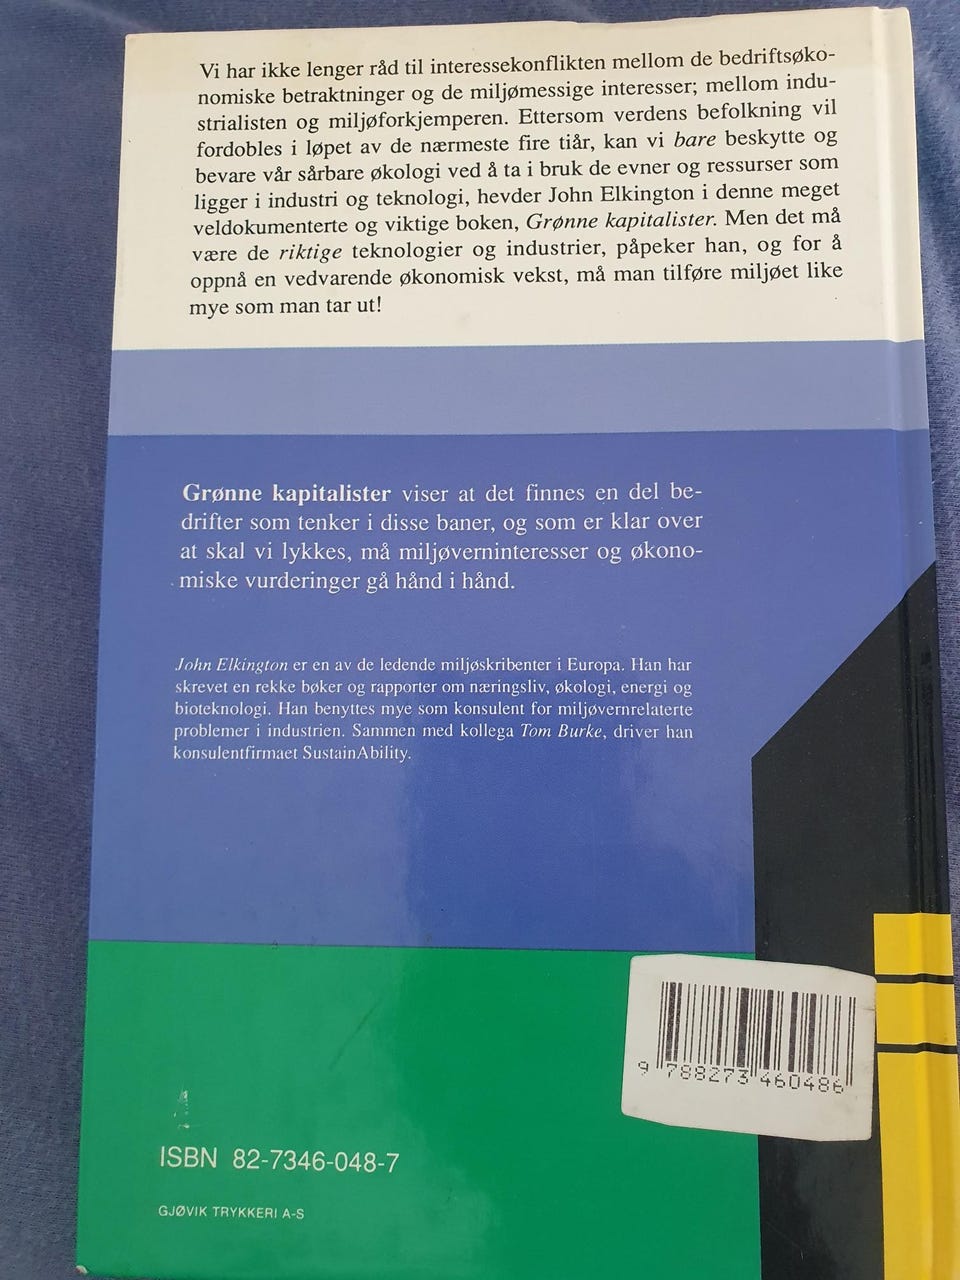 Vi har ikke lenger råd til interessekonflikten mellom de bedriftsøko-
nomiske betraktninger og de miljømessige interesser; mellom indu-
strialisten og miljøforkjemperen. Ettersom verdens befolkning vil
fordobles i løpet av de nærmeste fire tiår, kan vi bare beskytte og
bevare vår sårbare økologi ved å ta i bruk de evner og ressurser som
ligger i industri og teknologi, hevder John Elkington i denne meget
veldokumenterte og viktige boken, Grønne kapitalister. Men det må
være de riktige teknologier og industrier, påpeker han, og for å
oppnå en vedvarende økonomisk vekst, må man tilføre miljøet like
mye som man tar ut!
Grønne kapitalister viser at det finnes en del be-
drifter som tenker i disse baner, og som er klar over
at skal vi lykkes, må miljøverninteresser og økono-
miske vurderinger gå hånd i hånd.
John Elkington er en av de ledende miljøskribenter i Europa. Han har
skrevet en rekke bøker og rapporter om næringsliv, økologi, energi og
bioteknologi. Han benyttes mye som konsulent for miljøvernrelaterte
problemer i industrien. Sammen med kollega Tom Burke, driver han
konsulentfirmaet SustainAbility.
9 788273 460486
ISBN 82-7346-048-7
GJØVIK TRYKKERI A-S